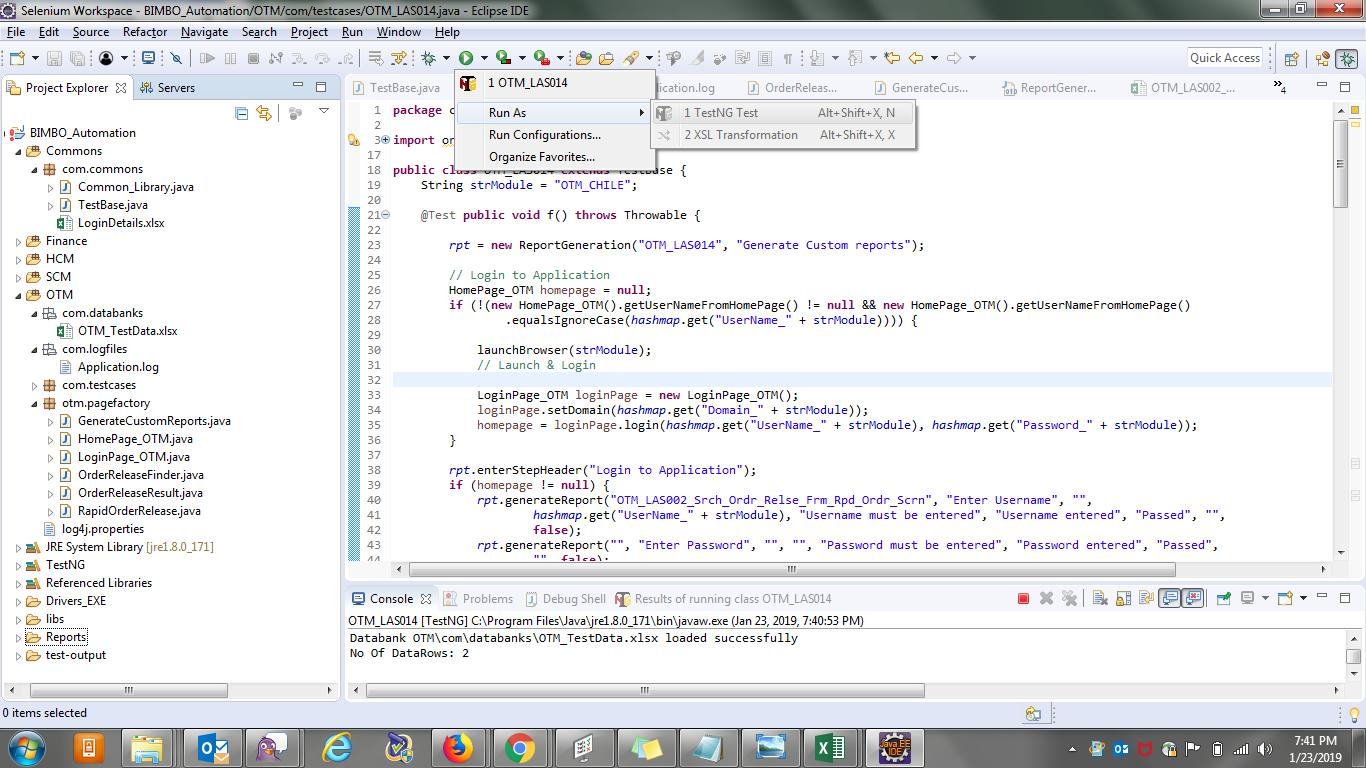 Selenium Workspace - BIMBO_Automation/OTM/com/testcases/OTM_LAS014.java - Eclipse IDE
File Edit Source Refactor Navigate Search Project Run Window Help
Quick Access
Project Explorer
Servers
BIMBO_Automation
Commons
com.commons
Common_Library.java
TestBase.java
LoginDetails.xlsx
Finance
HCM
SCM
OTM
com.databanks
OTM_TestData.xlsx
com.logfiles
Application.log
com.testcases
otm.pagefactory
GenerateCustomReports.java
HomePage_OTM.java
LoginPage_OTM.java
OrderReleaseFinder.java
OrderReleaseResult.java
RapidOrderRelease.java
log4j.properties
JRE System Library [jre1.8.0_171]
TestNG
Referenced Libraries
Drivers_EXE
libs
Reports
test-output
TestBase.java
lication.log
OrderReleas...
GenerateCust...
ReportGener...
OTM_LAS002_...
4
1 OTM_LAS014
Run As
Run Configurations...
Organize Favorites...
1 TestNG Test Alt+Shift+X, N
2 XSL Transformation Alt+Shift+X, X
1 package c
2
3 import or
17
18 public class OTM_LAS014 extends TestBase {
19 String strModule = "OTM_CHILE";
20
21 @Test public void f() throws Throwable {
22
23 rpt = new ReportGeneration("OTM_LAS014", "Generate Custom reports");
24
25 // Login to Application
26 HomePage_OTM homepage = null;
27 if (!(new HomePage_OTM().getUserNameFromHomePage() != null && new HomePage_OTM().getUserNameFromHomePage()
28 .equalsIgnoreCase(hashmap.get("UserName_" + strModule)))) {
29
30 launchBrowser(strModule);
31 // Launch & Login
32
33 LoginPage_OTM loginPage = new LoginPage_OTM();
34 loginPage.setDomain(hashmap.get("Domain_" + strModule));
35 homepage = loginPage.login(hashmap.get("UserName_" + strModule), hashmap.get("Password_" + strModule));
36 }
37
38 rpt.enterStepHeader("Login to Application");
39 if (homepage != null) {
40 rpt.generateReport("OTM_LAS002_Srch_Ordr_Relse_Frm_Rpd_Ordr_Scrn", "Enter Username", "",
41 hashmap.get("UserName_" + strModule), "Username must be entered", "Username entered", "Passed", "",
42 false);
43 rpt.generateReport("", "Enter Password", "", "", "Password must be entered", "Password entered", "Passed",
44 "", false);
Console
Problems
Debug Shell
Results of running class OTM_LAS014
OTM_LAS014 [TestNG] C:\Program Files\Java\jre1.8.0_171\bin\javaw.exe (Jan 23, 2019, 7:40:53 PM)
Databank OTM\com\databanks\OTM_TestData.xlsx loaded successfully
No Of DataRows: 2
0 items selected
Java EE
IDE
7:41 PM
1/23/2019